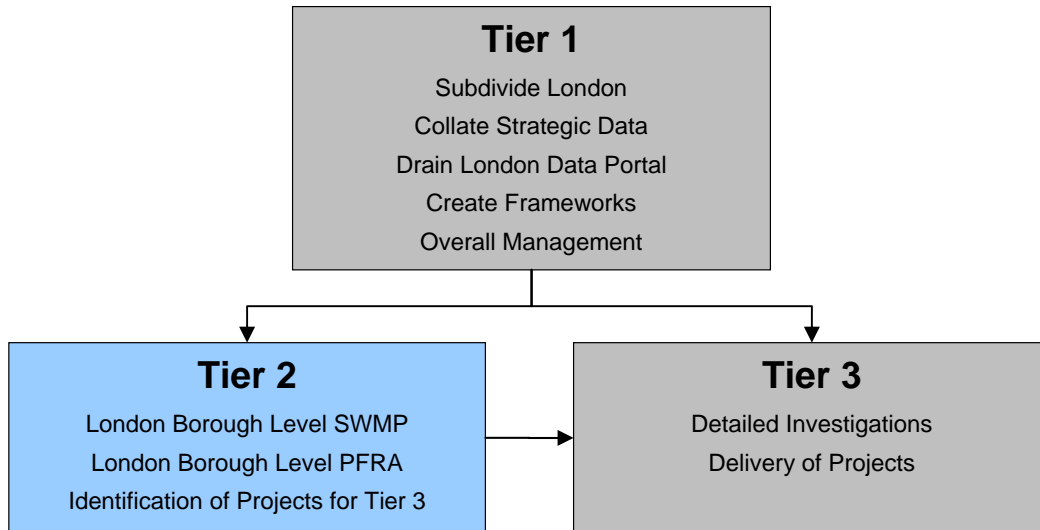 Tier 1
Subdivide London
Collate Strategic Data
Drain London Data Portal
Create Frameworks
Overall Management
Tier 2
London Borough Level SWMP
London Borough Level PFRA
Identification of Projects for Tier 3
Tier 3
Detailed Investigations
Delivery of Projects